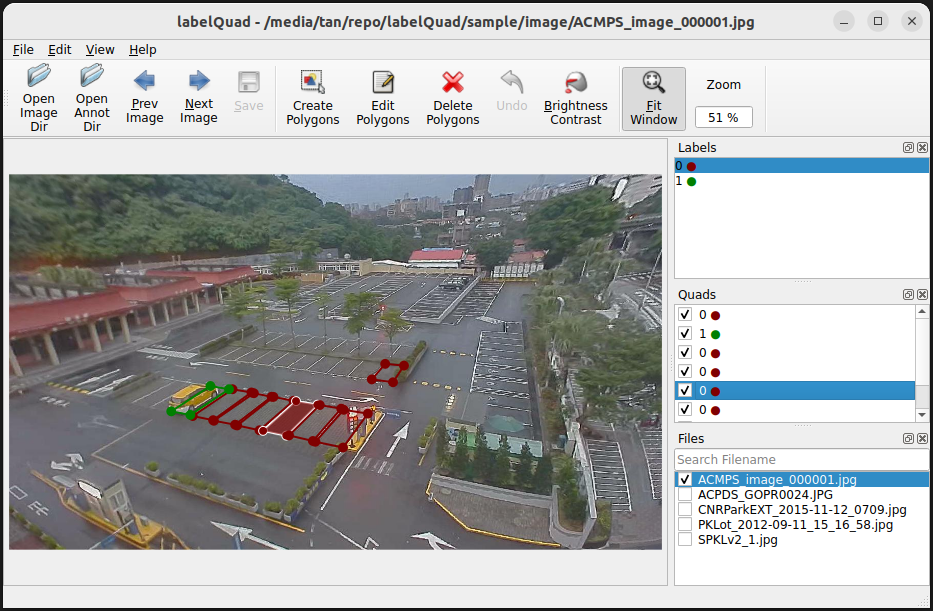 labelQuad - /media/tan/repo/labelQuad/sample/image/ACMPS_image_000001.jpg
File Edit View Help
Open Image Dir
Open Annot Dir
Prev Image
Next Image
Save
Create Polygons
Edit Polygons
Delete Polygons
Undo
Brightness Contrast
Fit Window
Zoom
51 %
Labels
0
1
Quads
0
1
0
0
0
0
Files
Search Filename
ACMPS_image_000001.jpg
ACPDS_GOPR0024.JPG
CNRParkEXT_2015-11-12_0709.jpg
PKLot_2012-09-11_15_16_58.jpg
SPKLv2_1.jpg